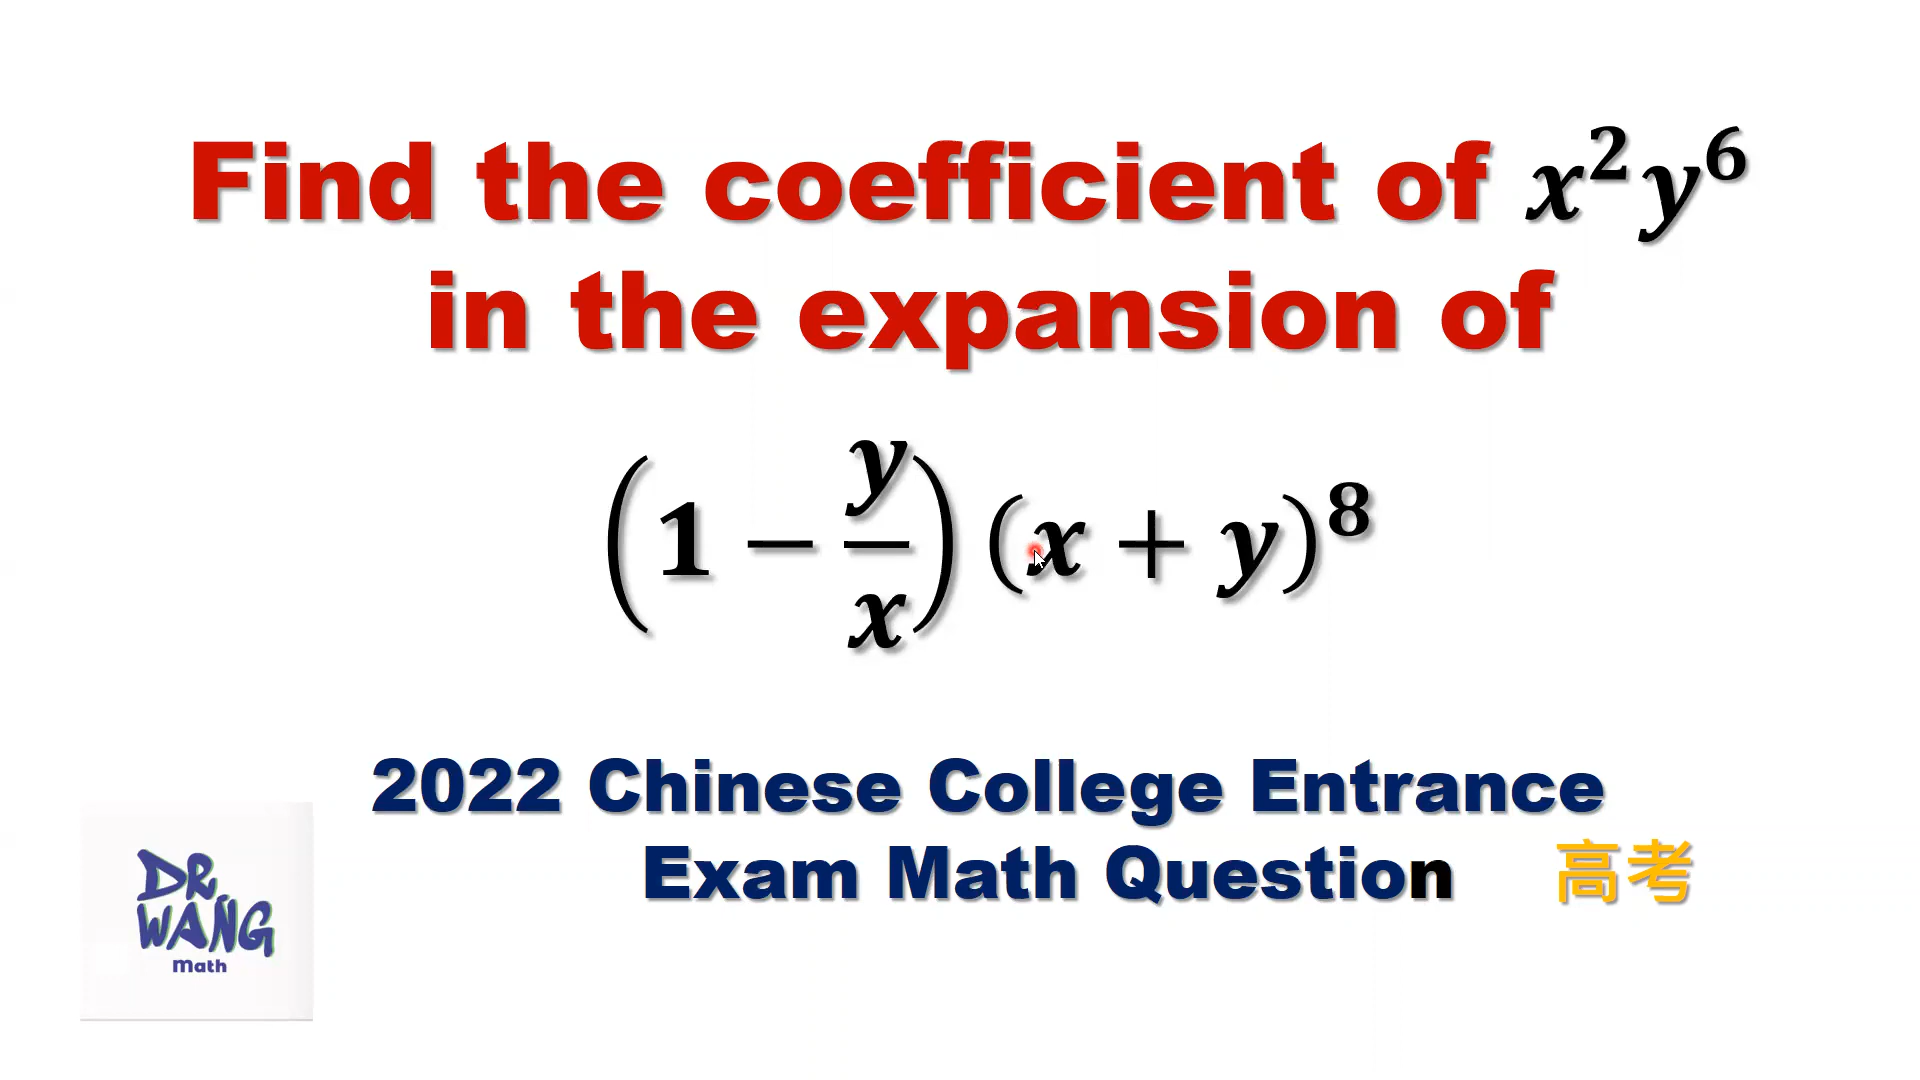 Find the coefficient of x²y⁶
in the expansion of
(1 − y/x) (x + y)⁸
2022 Chinese College Entrance
Exam Math Question 高考
DR
WANG
Math